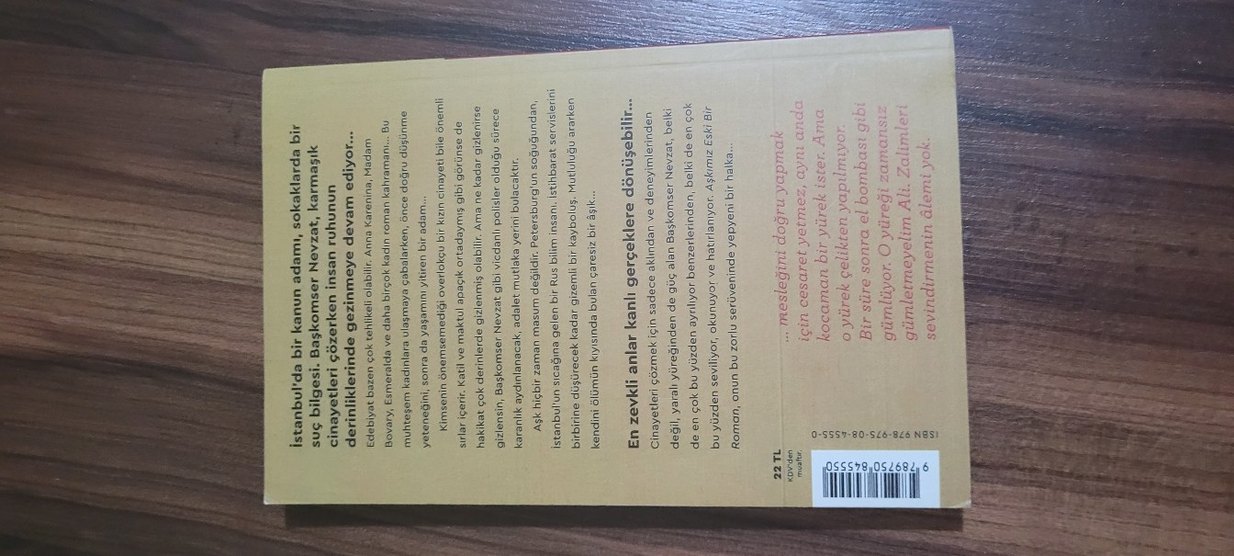 İstanbul'da bir kanun adamı, sokaklarda bir
suç bilgesi. Başkomser Nevzat, karmaşık
cinayetleri çözerken insan ruhunun
derinliklerinde gezinmeye devam ediyor...
Edebiyat bazen çok tehlikeli olabilir. Anna Karenina, Madam
Bovary, Esmeralda ve daha birçok kadın roman kahramanı... Bu
muhteşem kadınlara ulaşmaya çabalarken, önce doğru düşünme
yeteneğini, sonra da yaşamını yitiren bir adam...
Kimsenin önemsemediği overlokçu bir kızın cinayeti bile önemli
sırlar içerir. Katil ve maktul apaçık ortadaymış gibi görünse de
hakikat çok derinlerde gizlenmiş olabilir. Ama ne kadar gizlenirse
gizlensin, Başkomser Nevzat gibi vicdanlı polisler olduğu sürece
karanlık aydınlanacak, adalet mutlaka yerini bulacaktır.
Aşk hiçbir zaman masum değildir. Petersburg'un soğuğundan,
İstanbul'un sıcağına gelen bir Rus bilim insanı. İstihbarat servislerini
birbirine düşürecek kadar gizemli bir kayboluş. Mutluluğu ararken
kendini ölümün kıyısında bulan çaresiz bir âşık...
En zevkli anlar kanlı gerçeklere dönüşebilir...
Cinayetleri çözmek için sadece aklından ve deneyimlerinden
değil, yaralı yüreğinden de güç alan Başkomser Nevzat, belki
de en çok bu yüzden ayrılıyor benzerlerinden, belki de en çok
bu yüzden seviliyor, okunuyor ve hatırlanıyor. Aşkımız Eski Bir
Roman, onun bu zorlu serüveninde yepyeni bir halka...
... mesleğini doğru yapmak
için cesaret yetmez, aynı anda
kocaman bir yürek ister. Ama
o yürek çelikten yapılmıyor.
Bir süre sonra el bombası gibi
gümlüyor. O yüreği zamansız
gümletmeyelim Ali. Zalimleri
sevindirmenin âlemi yok.
22 TL
KDV'den
muaftır.
ISBN 978-975-08-4555-0
9 789750 845550